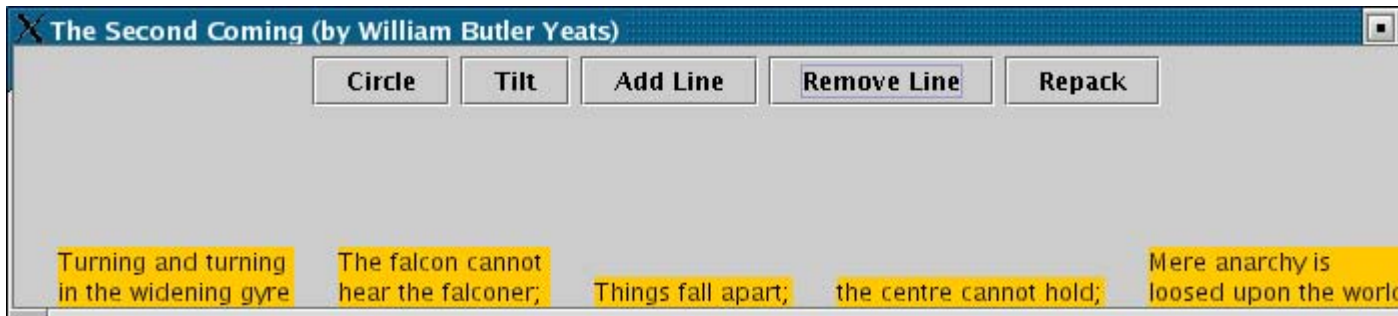 The Second Coming (by William Butler Yeats)
Circle Tilt Add Line Remove Line Repack
Turning and turning
in the widening gyre
The falcon cannot
hear the falconer;
Things fall apart;
the centre cannot hold;
Mere anarchy is
loosed upon the world